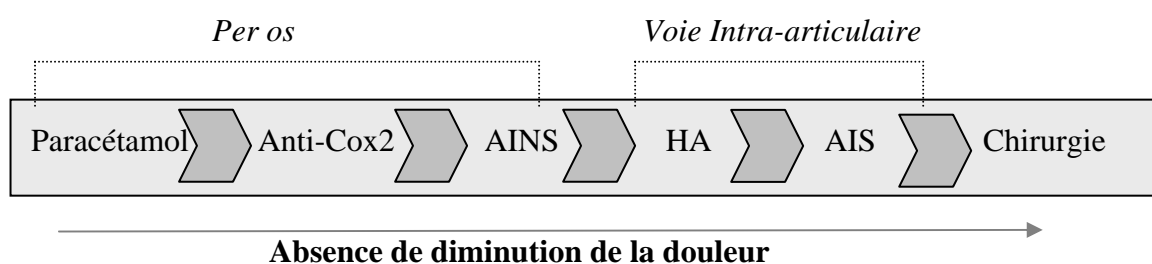 Per os Voie Intra-articulaire
Paracétamol Anti-Cox2 AINS HA AIS Chirurgie
Absence de diminution de la douleur